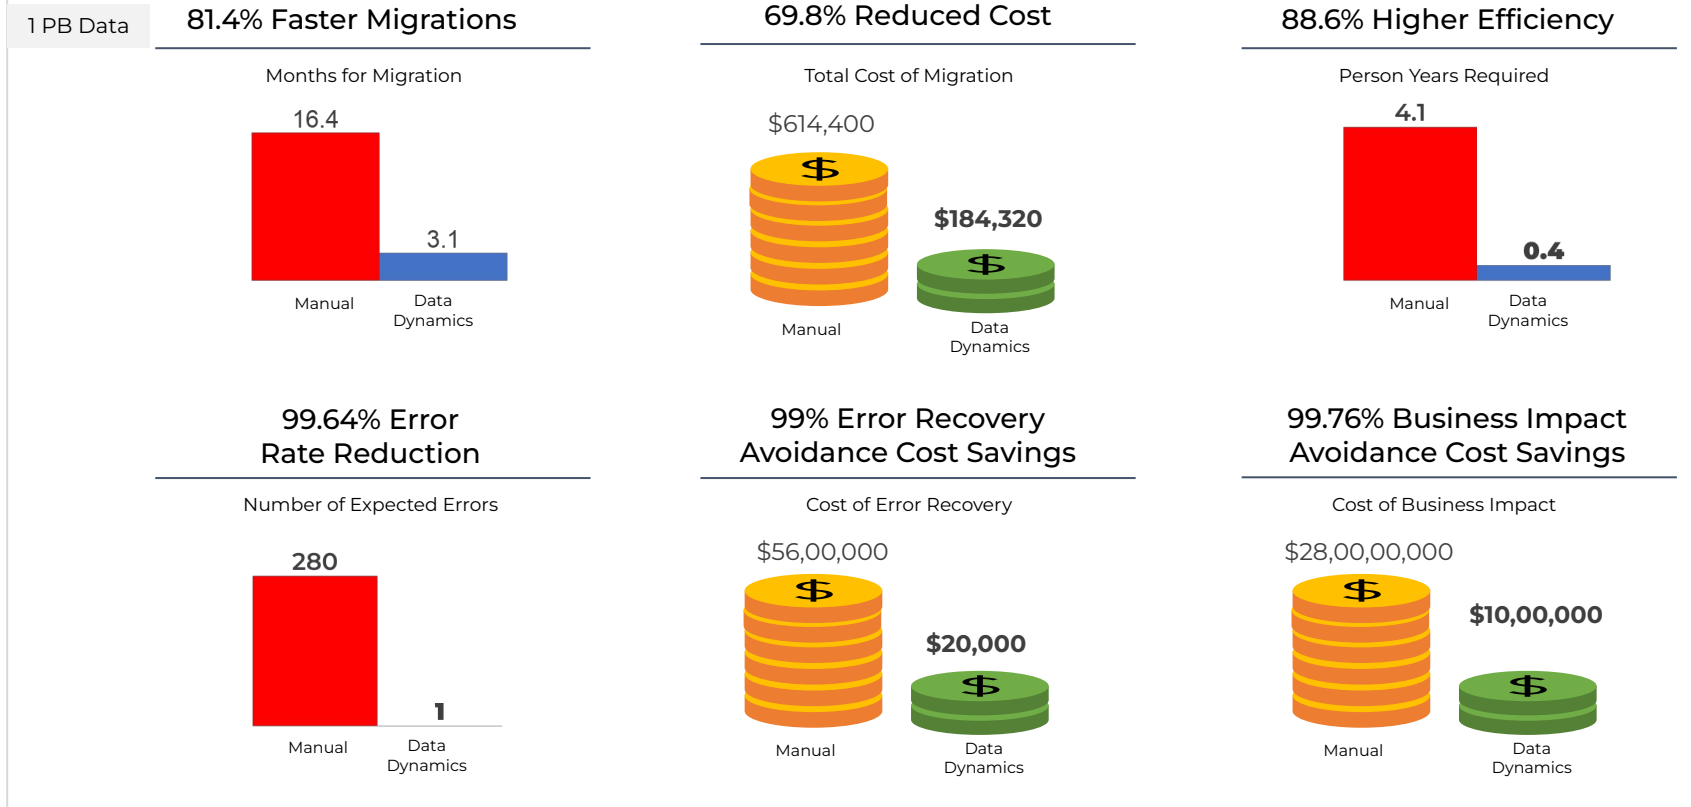 1 PB Data
81.4% Faster Migrations
Months for Migration
16.4
3.1
Manual
Data
Dynamics
69.8% Reduced Cost
Total Cost of Migration
$614,400
$
$184,320
$
Manual
Data
Dynamics
88.6% Higher Efficiency
Person Years Required
4.1
0.4
Manual
Data
Dynamics
99.64% Error
Rate Reduction
Number of Expected Errors
280
1
Manual
Data
Dynamics
99% Error Recovery
Avoidance Cost Savings
Cost of Error Recovery
$56,00,000
$
$20,000
$
Manual
Data
Dynamics
99.76% Business Impact
Avoidance Cost Savings
Cost of Business Impact
$28,00,00,000
$
$10,00,000
$
Manual
Data
Dynamics